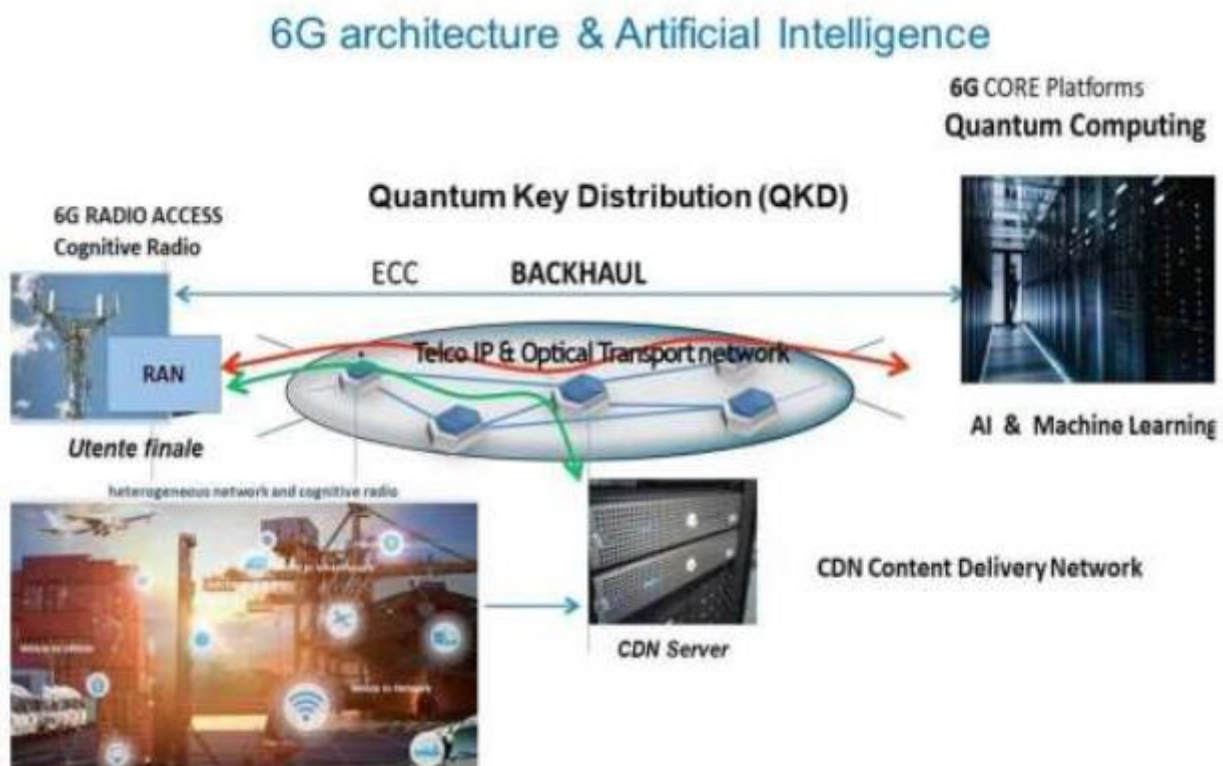 6G architecture & Artificial Intelligence
6G CORE Platforms
Quantum Computing
Quantum Key Distribution (QKD)
6G RADIO ACCESS
Cognitive Radio
ECC BACKHAUL
Telco IP & Optical Transport network
RAN
Utente finale
AI & Machine Learning
heterogeneous network and cognitive radio
CDN Content Delivery Network
CDN Server